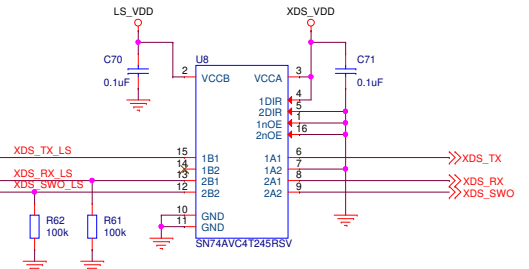 LS_VDD
XDS_VDD
C70
0.1uF
U8
C71
0.1uF
2
VCCB
VCCA
3
1DIR
4
2DIR
5
1nOE
1
2nOE
16
XDS_TX_LS
15
1B1
1A1
6
XDS_TX
14
1B2
1A2
7
XDS_RX_LS
13
2B1
2A1
8
XDS_RX
XDS_SWO_LS
12
2B2
2A2
9
XDS_SWO
R62
100k
R61
100k
10
GND
11
GND
SN74AVC4T245RSV